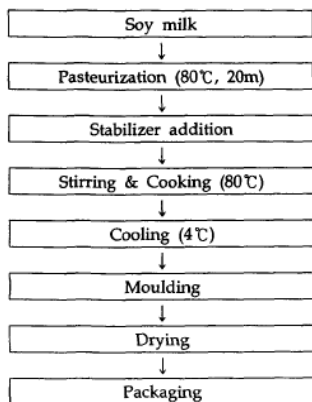 Soy milk
↓
Pasteurization (80℃, 20m)
↓
Stabilizer addition
↓
Stirring & Cooking (80℃)
↓
Cooling (4℃)
↓
Moulding
↓
Drying
↓
Packaging